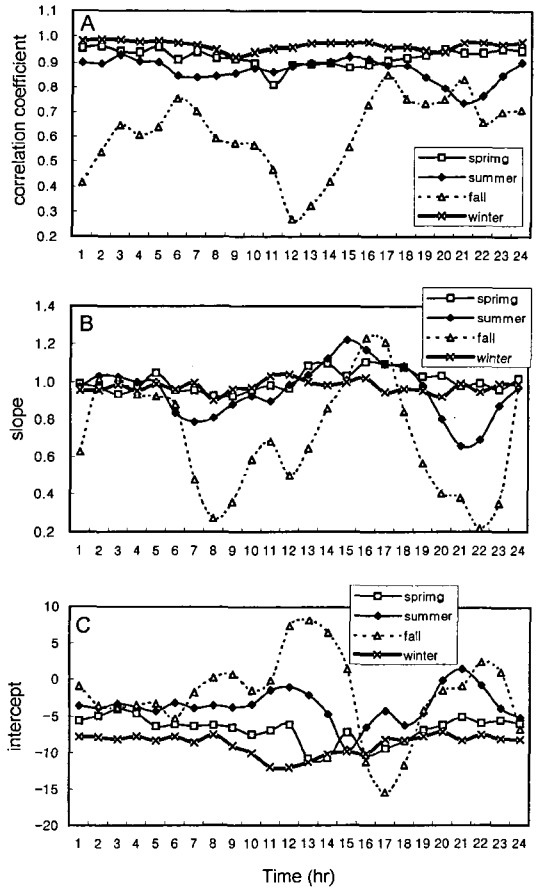 A
correlation coefficient
1.1
1.0
0.9
0.8
0.7
0.6
0.5
0.4
0.3
0.2
sprimg
summer
fall
winter
1 2 3 4 5 6 7 8 9 10 11 12 13 14 15 16 17 18 19 20 21 22 23 24
B
slope
1.4
1.2
1.0
0.8
0.6
0.4
0.2
sprimg
summer
fall
winter
1 2 3 4 5 6 7 8 9 10 11 12 13 14 15 16 17 18 19 20 21 22 23 24
C
intercept
10
5
0
-5
-10
-15
-20
sprimg
summer
fall
winter
1 2 3 4 5 6 7 8 9 10 11 12 13 14 15 16 17 18 19 20 21 22 23 24
Time (hr)